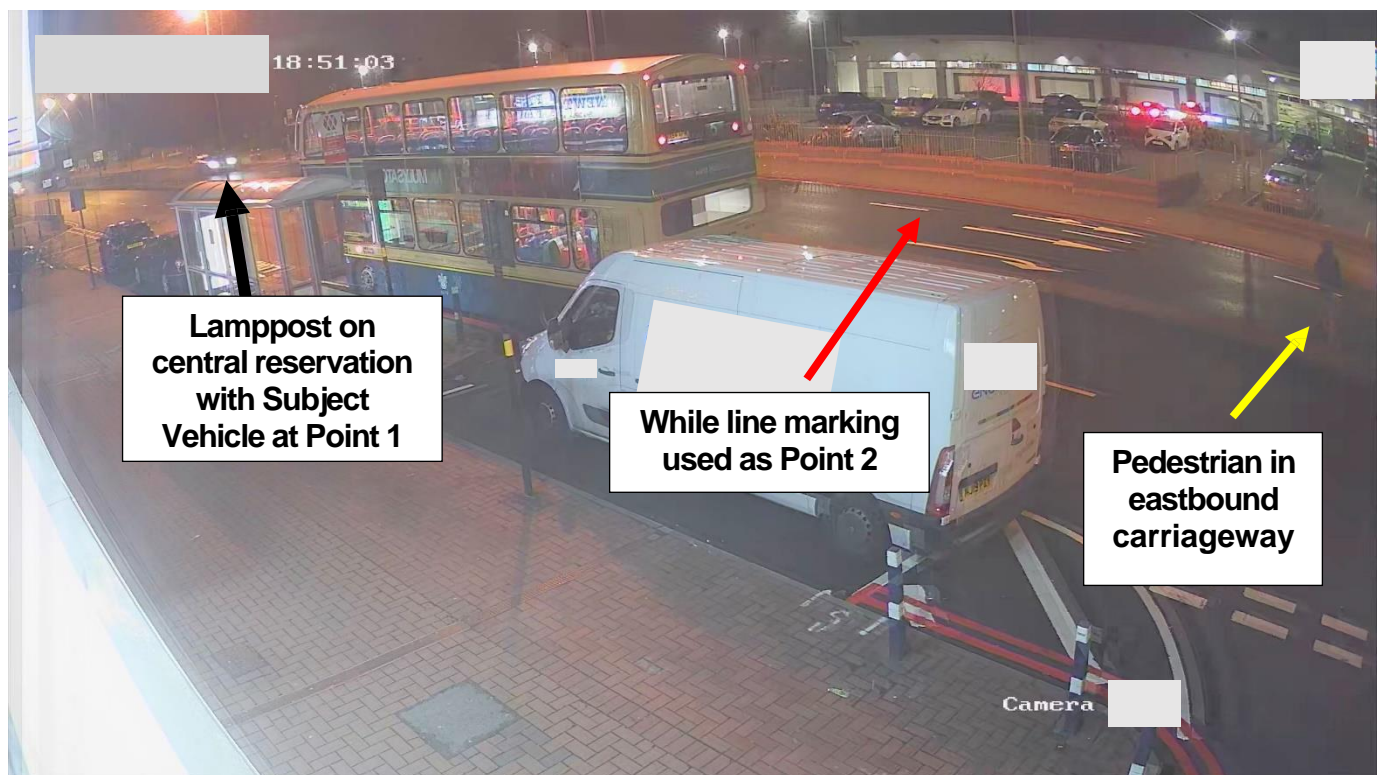 18:51:03
Lamppost on
central reservation
with Subject
Vehicle at Point 1
While line marking
used as Point 2
Pedestrian in
eastbound
carriageway
Camera